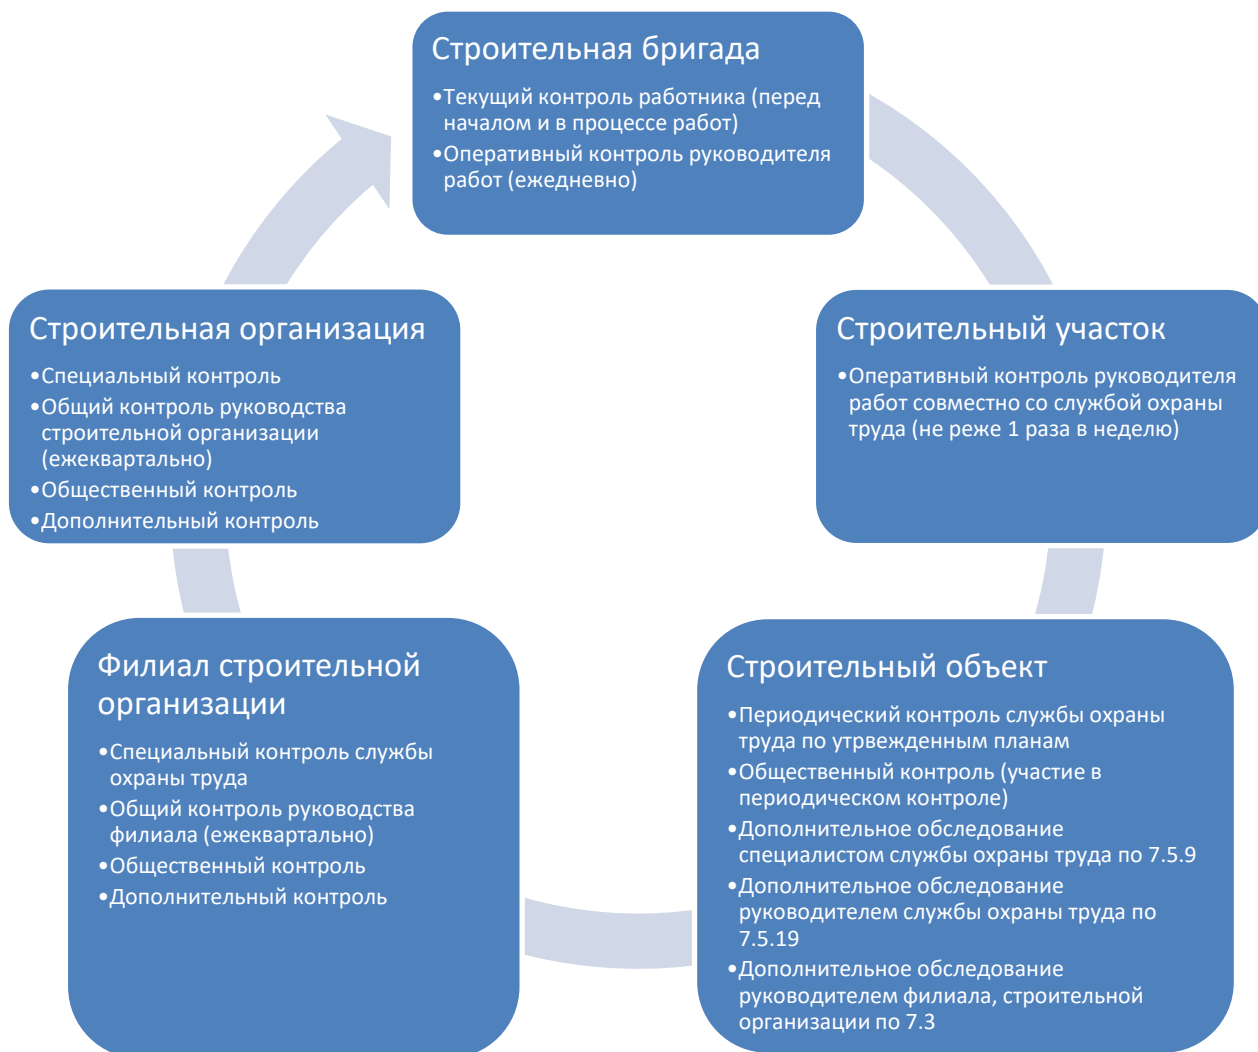 Строительная бригада
•Текущий контроль работника (перед
началом и в процессе работ)
•Оперативный контроль руководителя
работ (ежедневно)
Строительный участок
•Оперативный контроль руководителя
работ совместно со службой охраны
труда (не реже 1 раза в неделю)
Строительный объект
•Периодический контроль службы охраны
труда по утрвежденным планам
•Общественный контроль (участие в
периодическом контроле)
•Дополнительное обследование
специалистом службы охраны труда по 7.5.9
•Дополнительное обследование
руководителем службы охраны труда по
7.5.19
•Дополнительное обследование
руководителем филиала, строительной
организации по 7.3
Филиал строительной
организации
•Специальный контроль службы
охраны труда
•Общий контроль руководства
филиала (ежеквартально)
•Общественный контроль
•Дополнительный контроль
Строительная организация
•Специальный контроль
•Общий контроль руководства
строительной организации
(ежеквартально)
•Общественный контроль
•Дополнительный контроль